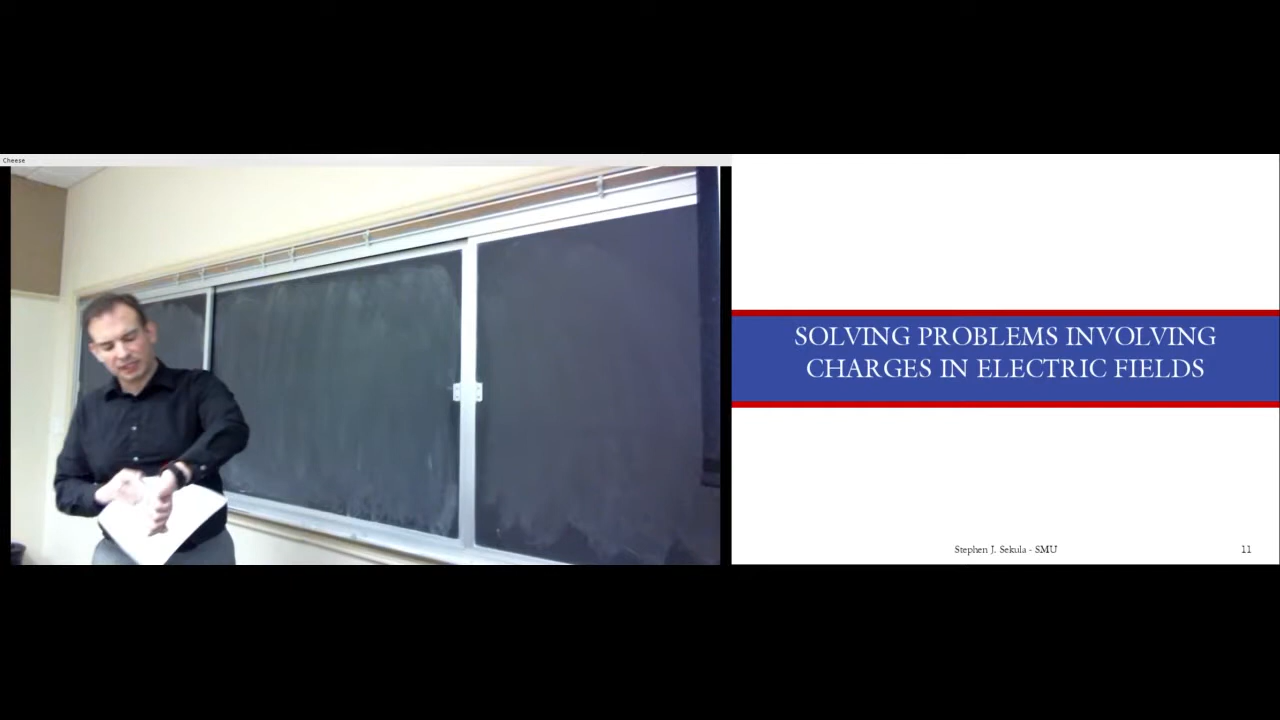 Cheese
SOLVING PROBLEMS INVOLVING
CHARGES IN ELECTRIC FIELDS
Stephen J. Sekula - SMU
11